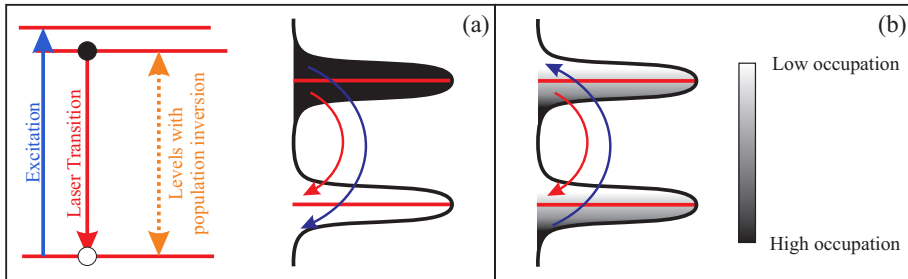 Excitation
Laser Transition
Levels with
population inversion
(a)
(b)
Low occupation
High occupation